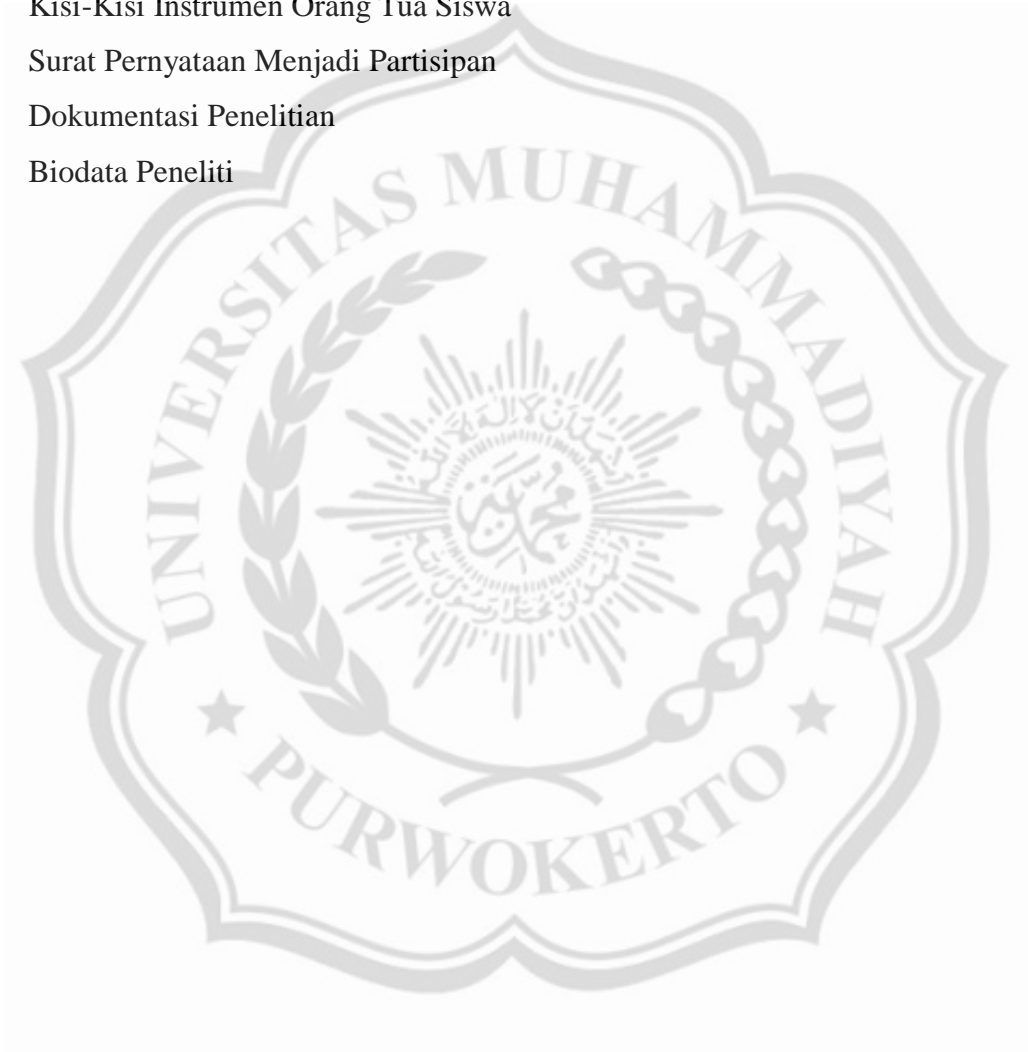 Kisi-Kisi Instrumen Orang Tua Siswa
Surat Pernyataan Menjadi Partisipan
Dokumentasi Penelitian
Biodata Peneliti
UNIVERSITAS MUHAMMADIYAH
PURWOKERTO